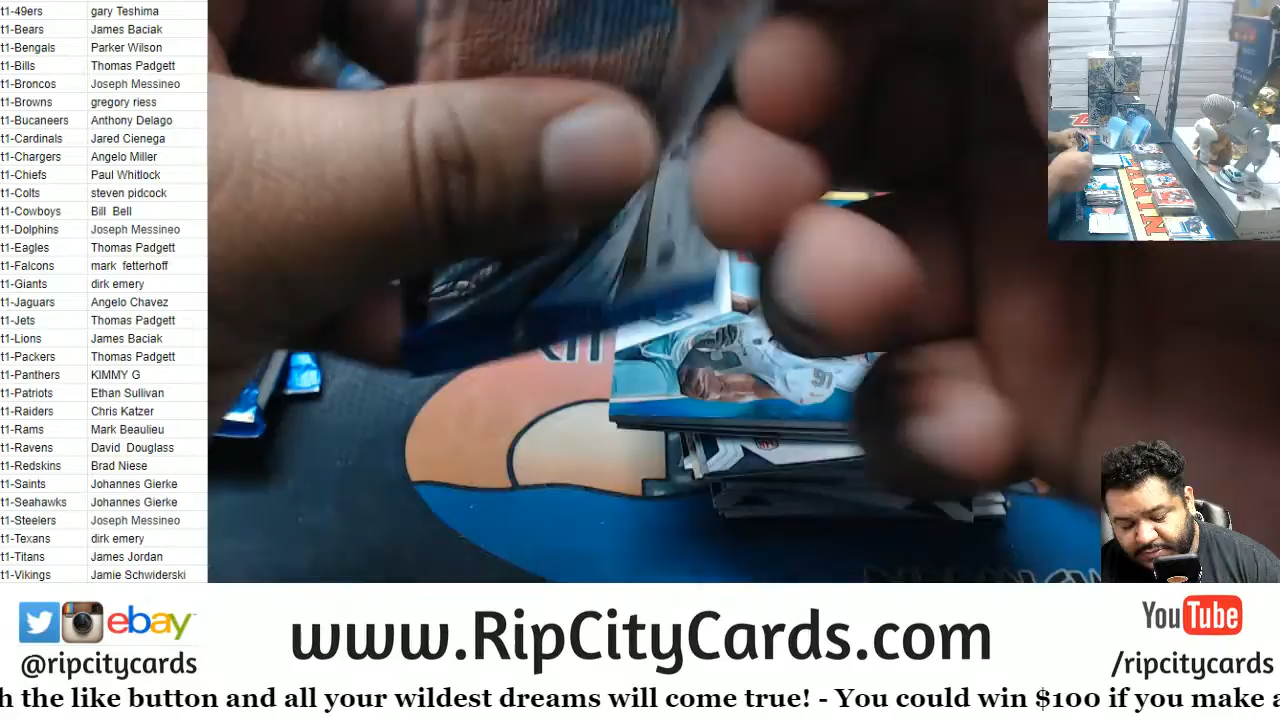 t1-49ers gary Teshima
t1-Bears James Baciak
t1-Bengals Parker Wilson
t1-Bills Thomas Padgett
t1-Broncos Joseph Messineo
t1-Browns gregory riess
t1-Bucaneers Anthony Delago
t1-Cardinals Jared Cienega
t1-Chargers Angelo Miller
t1-Chiefs Paul Whitlock
t1-Colts steven pidcock
t1-Cowboys Bill Bell
t1-Dolphins Joseph Messineo
t1-Eagles Thomas Padgett
t1-Falcons mark fetterhoff
t1-Giants dirk emery
t1-Jaguars Angelo Chavez
t1-Jets Thomas Padgett
t1-Lions James Baciak
t1-Packers Thomas Padgett
t1-Panthers KIMMY G
t1-Patriots Ethan Sullivan
t1-Raiders Chris Katzer
t1-Rams Mark Beaulieu
t1-Ravens David Douglass
t1-Redskins Brad Niese
t1-Saints Johannes Gierke
t1-Seahawks Johannes Gierke
t1-Steelers Joseph Messineo
t1-Texans dirk emery
t1-Titans James Jordan
t1-Vikings Jamie Schwiderski
NFL
ebay
@ripcitycards
www.RipCityCards.com
YouTube
/ripcitycards
h the like button and all your wildest dreams will come true! - You could win $100 if you make a